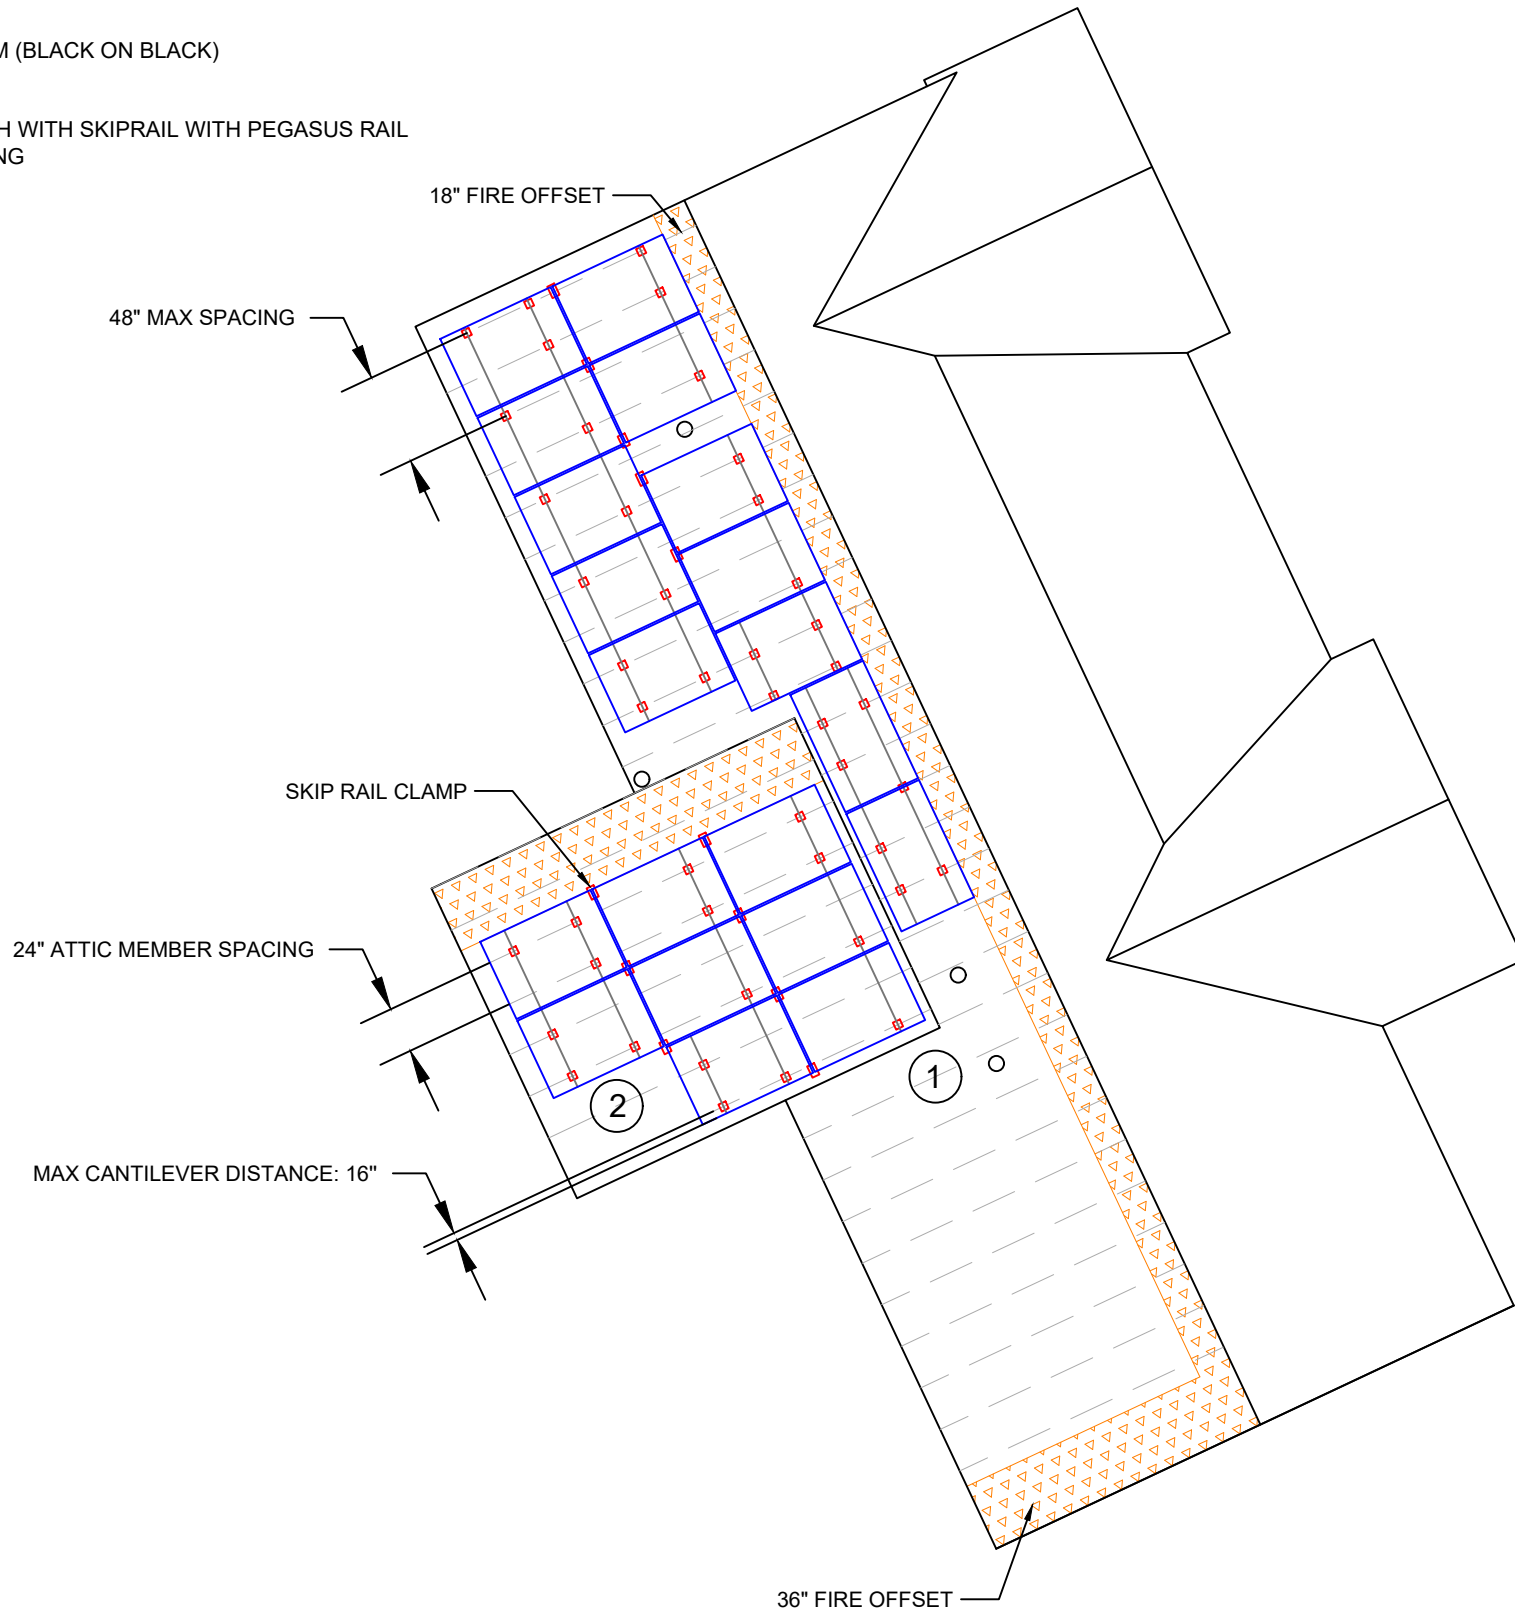 (BLACK ON BLACK)
WITH SKIPRAIL WITH PEGASUS RAIL
18" FIRE OFFSET
48" MAX SPACING
SKIP RAIL CLAMP
24" ATTIC MEMBER SPACING
1
2
MAX CANTILEVER DISTANCE: 16"
36" FIRE OFFSET